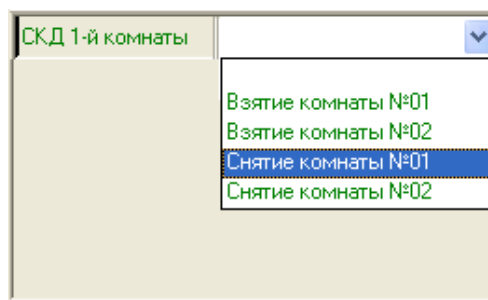 СКД 1-й комнаты
Взятие комнаты №01
Взятие комнаты №02
Снятие комнаты №01
Снятие комнаты №02